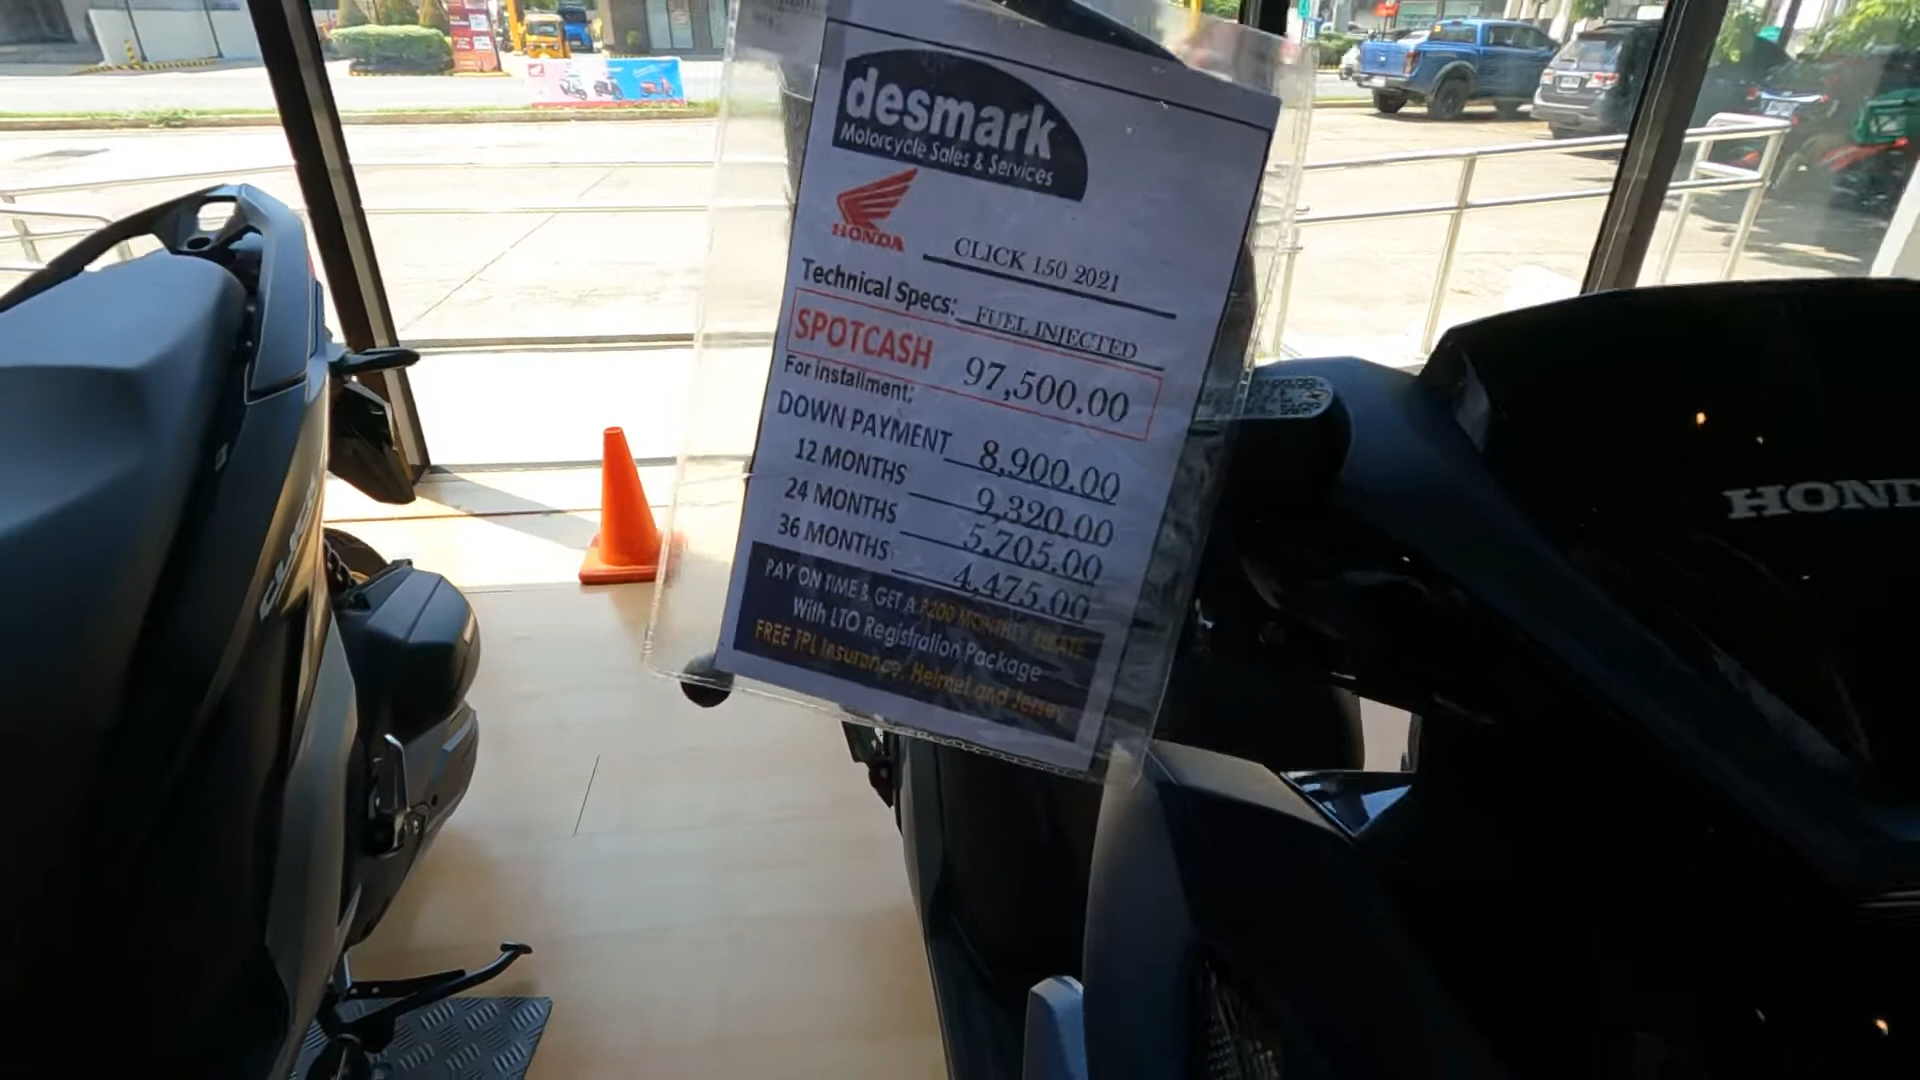 desmark
Motorcycle Sales & Services
HONDA
CLICK 150 2021
Technical Specs: FUEL INJECTED
SPOTCASH 97,500.00
For installment:
DOWN PAYMENT 8,900.00
12 MONTHS 9,320.00
24 MONTHS 5,705.00
36 MONTHS 4,475.00
PAY ON TIME & GET A ₱200 MONTHLY REBATE
With LTO Registration Package
FREE TPL Insurance, Helmet and Jersey
HOND
CLICK